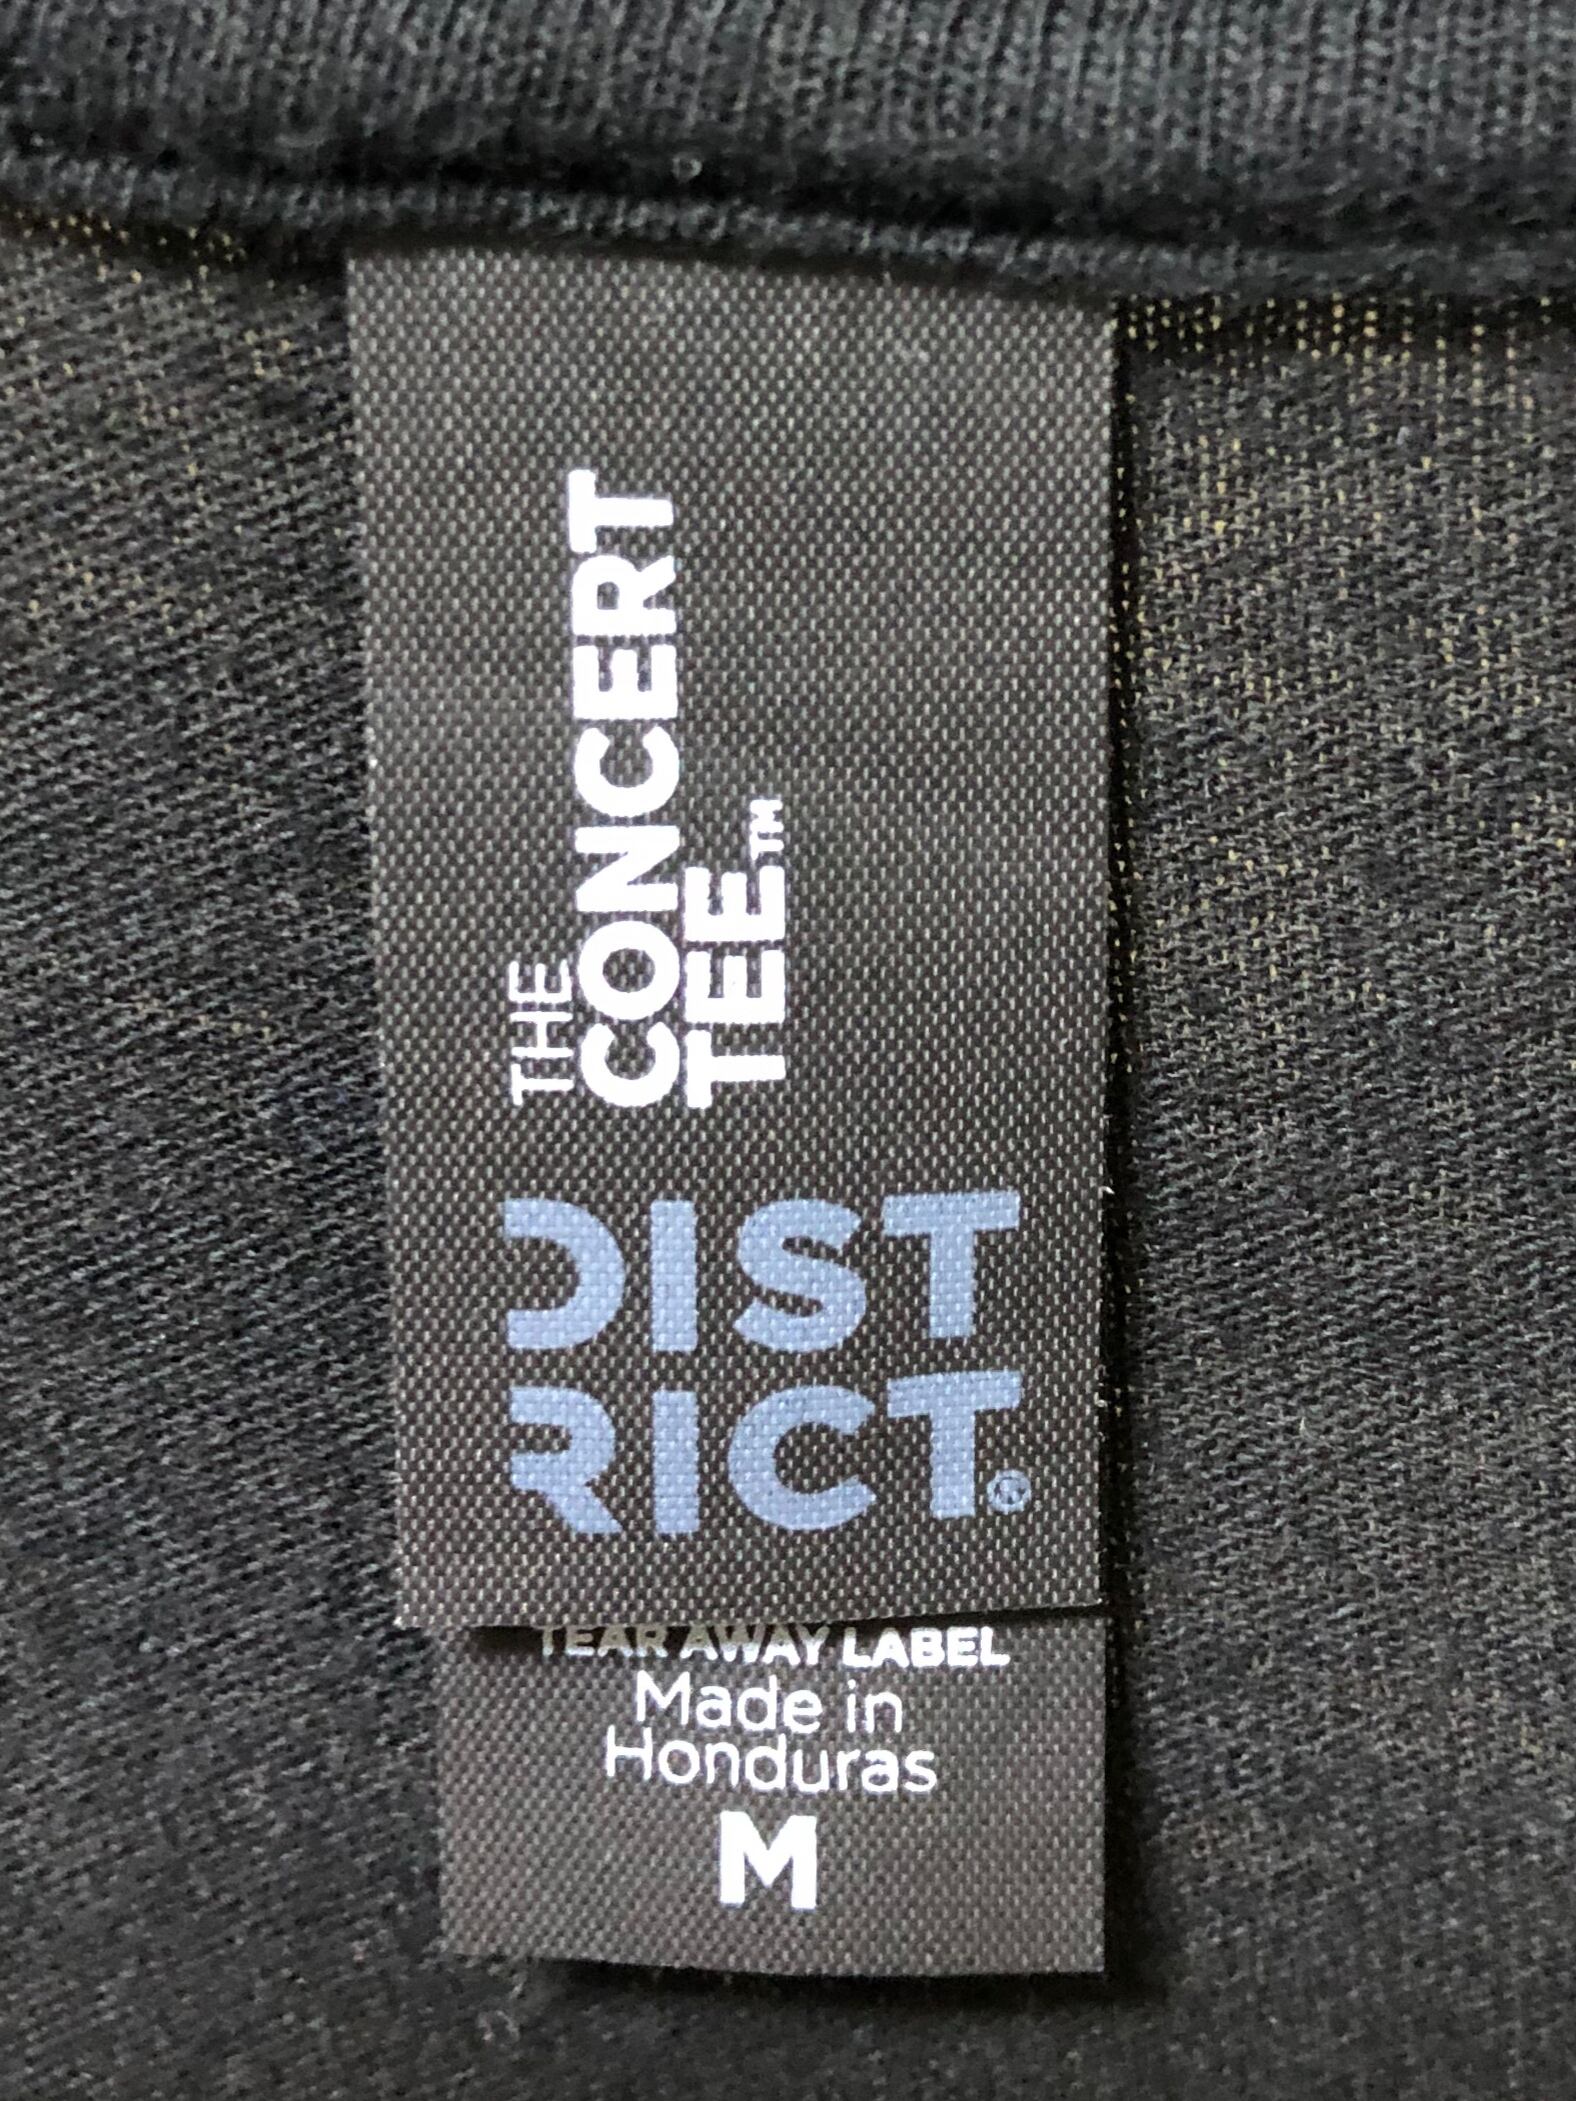 THE
CONCERT
TEE™
DIST
RICT®
TEAR AWAY LABEL
Made in
Honduras
M